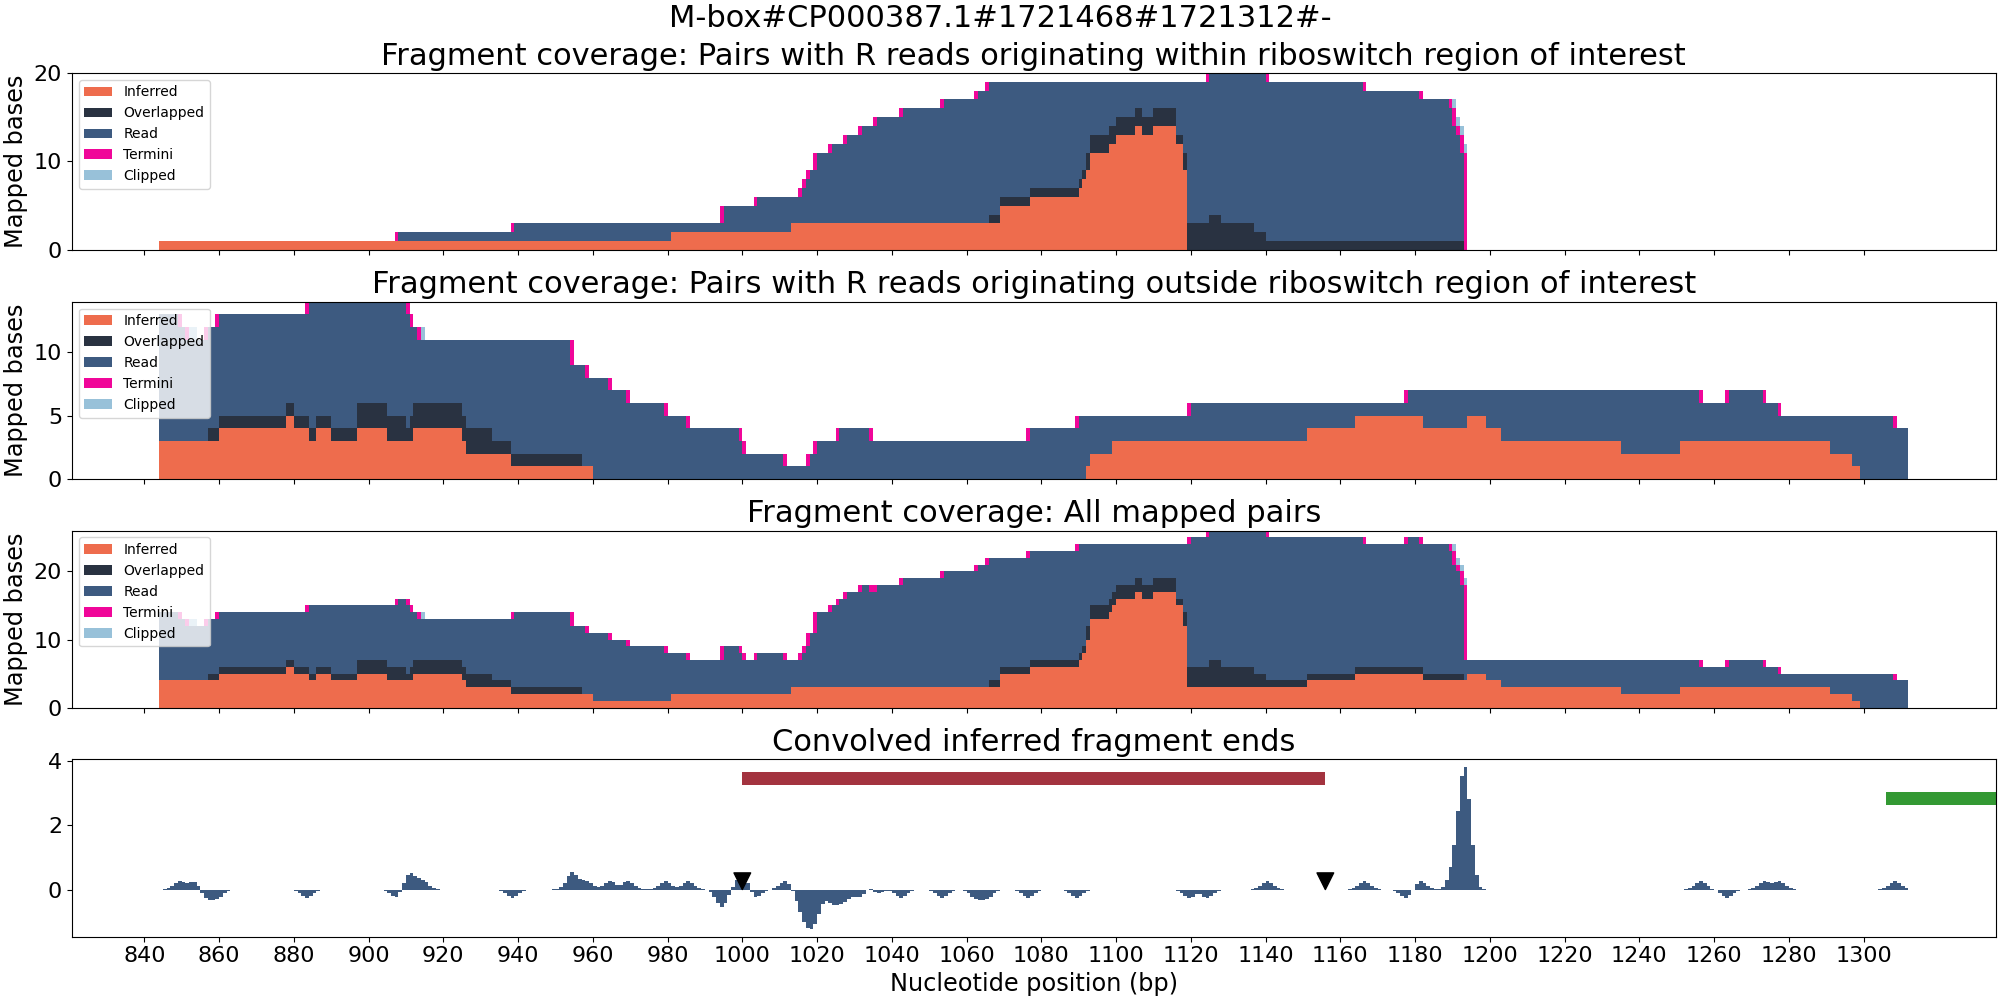 M-box#CP000387.1#1721468#1721312#-
Fragment coverage: Pairs with R reads originating within riboswitch region of interest
Mapped bases
20
10
0
Inferred
Overlapped
Read
Termini
Clipped
Fragment coverage: Pairs with R reads originating outside riboswitch region of interest
Mapped bases
10
5
0
Inferred
Overlapped
Read
Termini
Clipped
Fragment coverage: All mapped pairs
Mapped bases
20
10
0
Inferred
Overlapped
Read
Termini
Clipped
Convolved inferred fragment ends
4
2
0
840 860 880 900 920 940 960 980 1000 1020 1040 1060 1080 1100 1120 1140 1160 1180 1200 1220 1240 1260 1280 1300
Nucleotide position (bp)